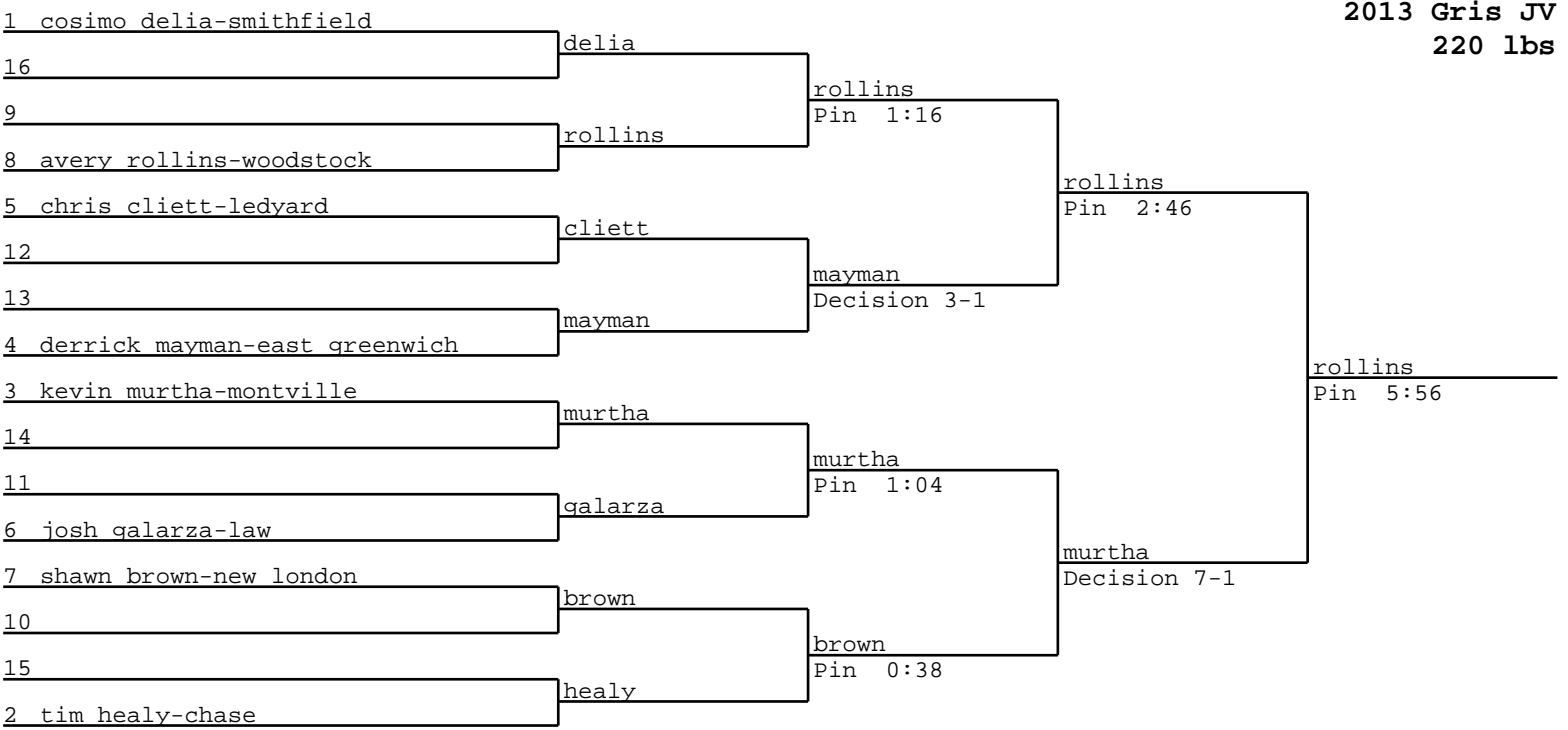 2013 Gris JV
220 lbs
1 cosimo delia-smithfield
16
9
8 avery rollins-woodstock
5 chris cliett-ledyard
12
13
4 derrick mayman-east greenwich
3 kevin murtha-montville
14
11
6 josh galarza-law
7 shawn brown-new london
10
15
2 tim healy-chase
delia
rollins
cliett
mayman
murtha
galarza
brown
healy
rollins
Pin 1:16
mayman
Decision 3-1
murtha
Pin 1:04
brown
Pin 0:38
rollins
Pin 2:46
murtha
Decision 7-1
rollins
Pin 5:56